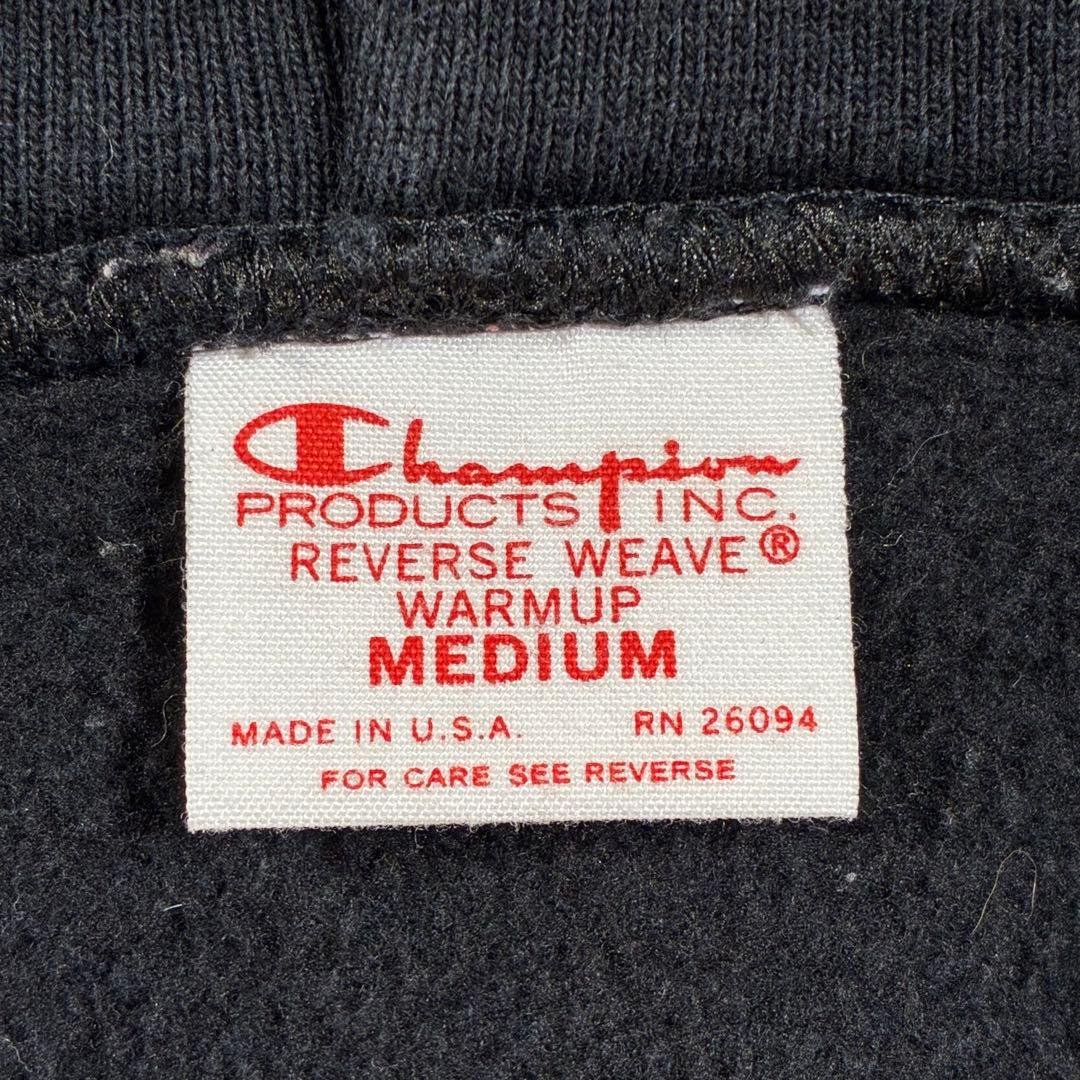 Champion
PRODUCTS INC.
REVERSE WEAVE®
WARMUP
MEDIUM
MADE IN U.S.A. RN 26094
FOR CARE SEE REVERSE